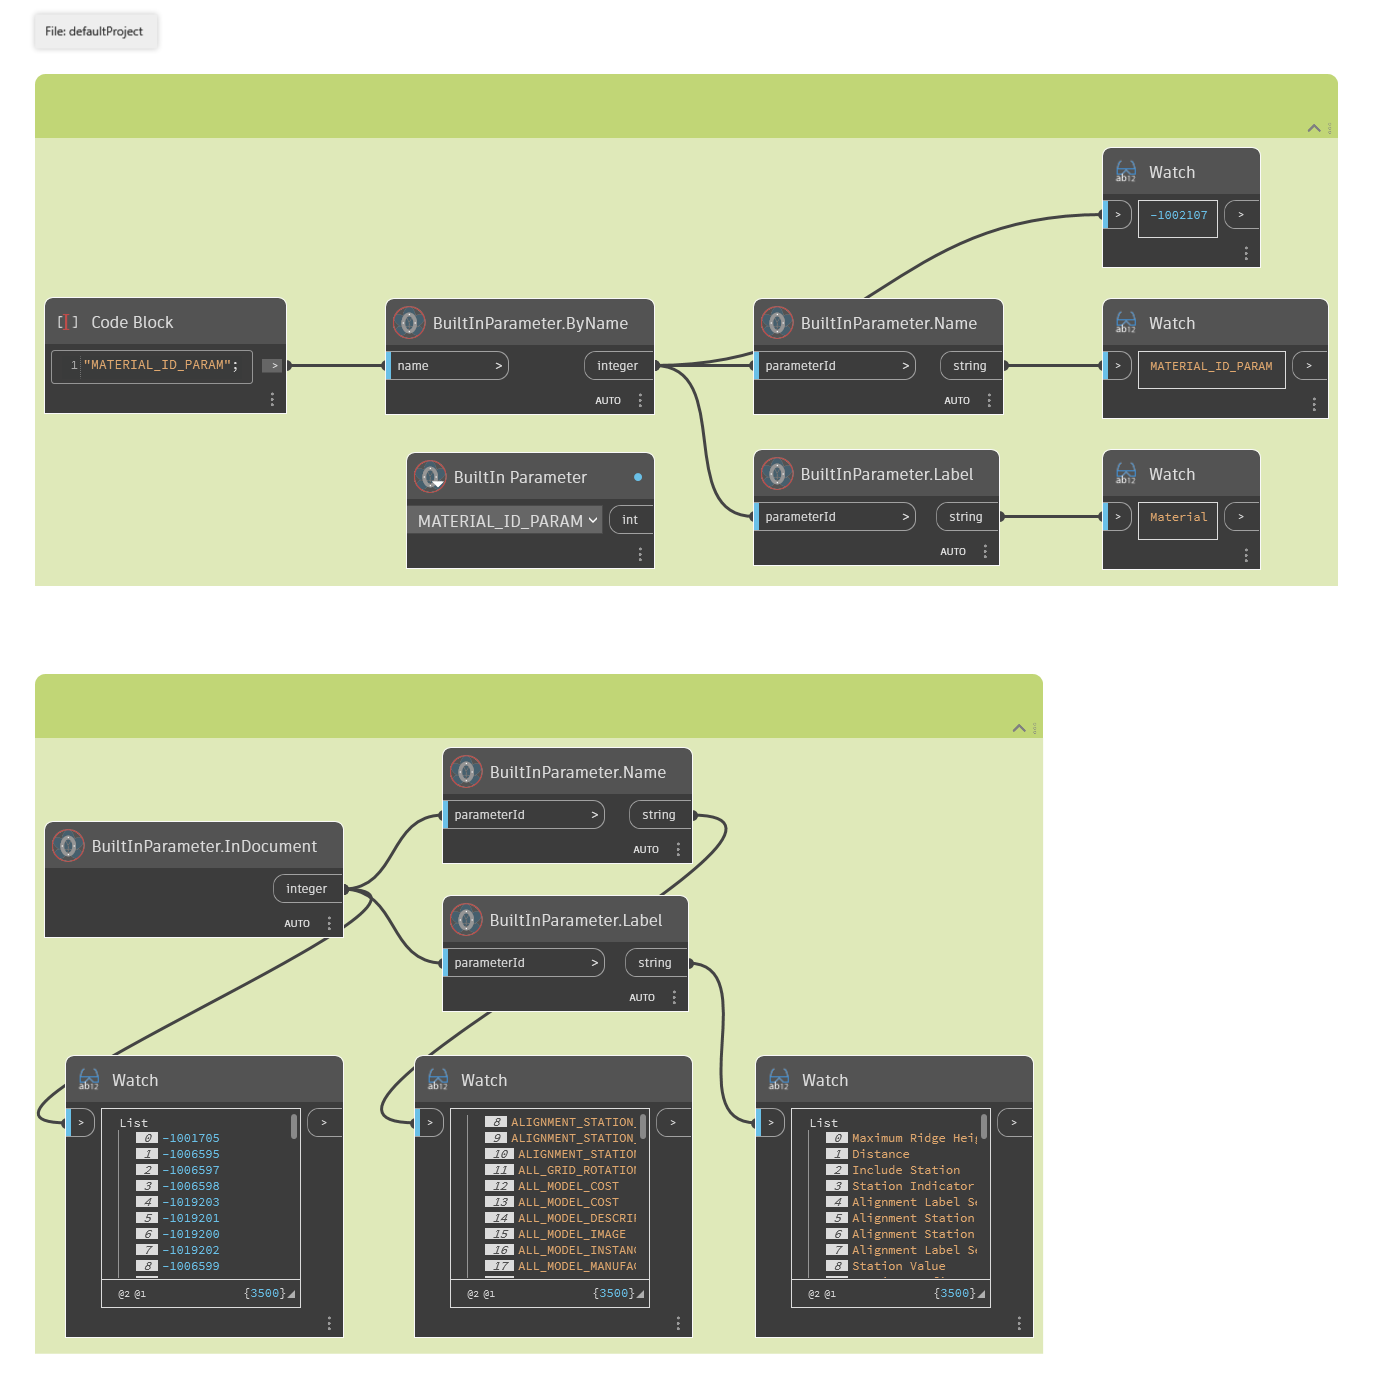 File: defaultProject
Watch
>
-1002107
>
Code Block
1 "MATERIAL_ID_PARAM";
>
BuiltInParameter.ByName
name >
integer
AUTO
BuiltInParameter.Name
parameterId >
string
AUTO
Watch
>
MATERIAL_ID_PARAM
>
BuiltIn Parameter
MATERIAL_ID_PARAM
int
BuiltInParameter.Label
parameterId >
string
AUTO
Watch
>
Material
>
BuiltInParameter.Name
parameterId >
string
AUTO
BuiltInParameter.InDocument
integer
AUTO
BuiltInParameter.Label
parameterId >
string
AUTO
Watch
>
List
0 -1001705
1 -1006595
2 -1006597
3 -1006598
4 -1019203
5 -1019201
6 -1019200
7 -1019202
8 -1006599
@2 @1
{3500}
>
Watch
>
8 ALIGNMENT_STATION_
9 ALIGNMENT_STATION_
10 ALIGNMENT_STATION
11 ALL_GRID_ROTATION
12 ALL_MODEL_COST
13 ALL_MODEL_COST
14 ALL_MODEL_DESCRI
15 ALL_MODEL_IMAGE
16 ALL_MODEL_INSTAN
17 ALL_MODEL_MANUFA
@2 @1
{3500}
>
Watch
>
List
0 Maximum Ridge Hei
1 Distance
2 Include Station
3 Station Indicator
4 Alignment Label S
5 Alignment Station
6 Alignment Station
7 Alignment Label S
8 Station Value
@2 @1
{3500}
>